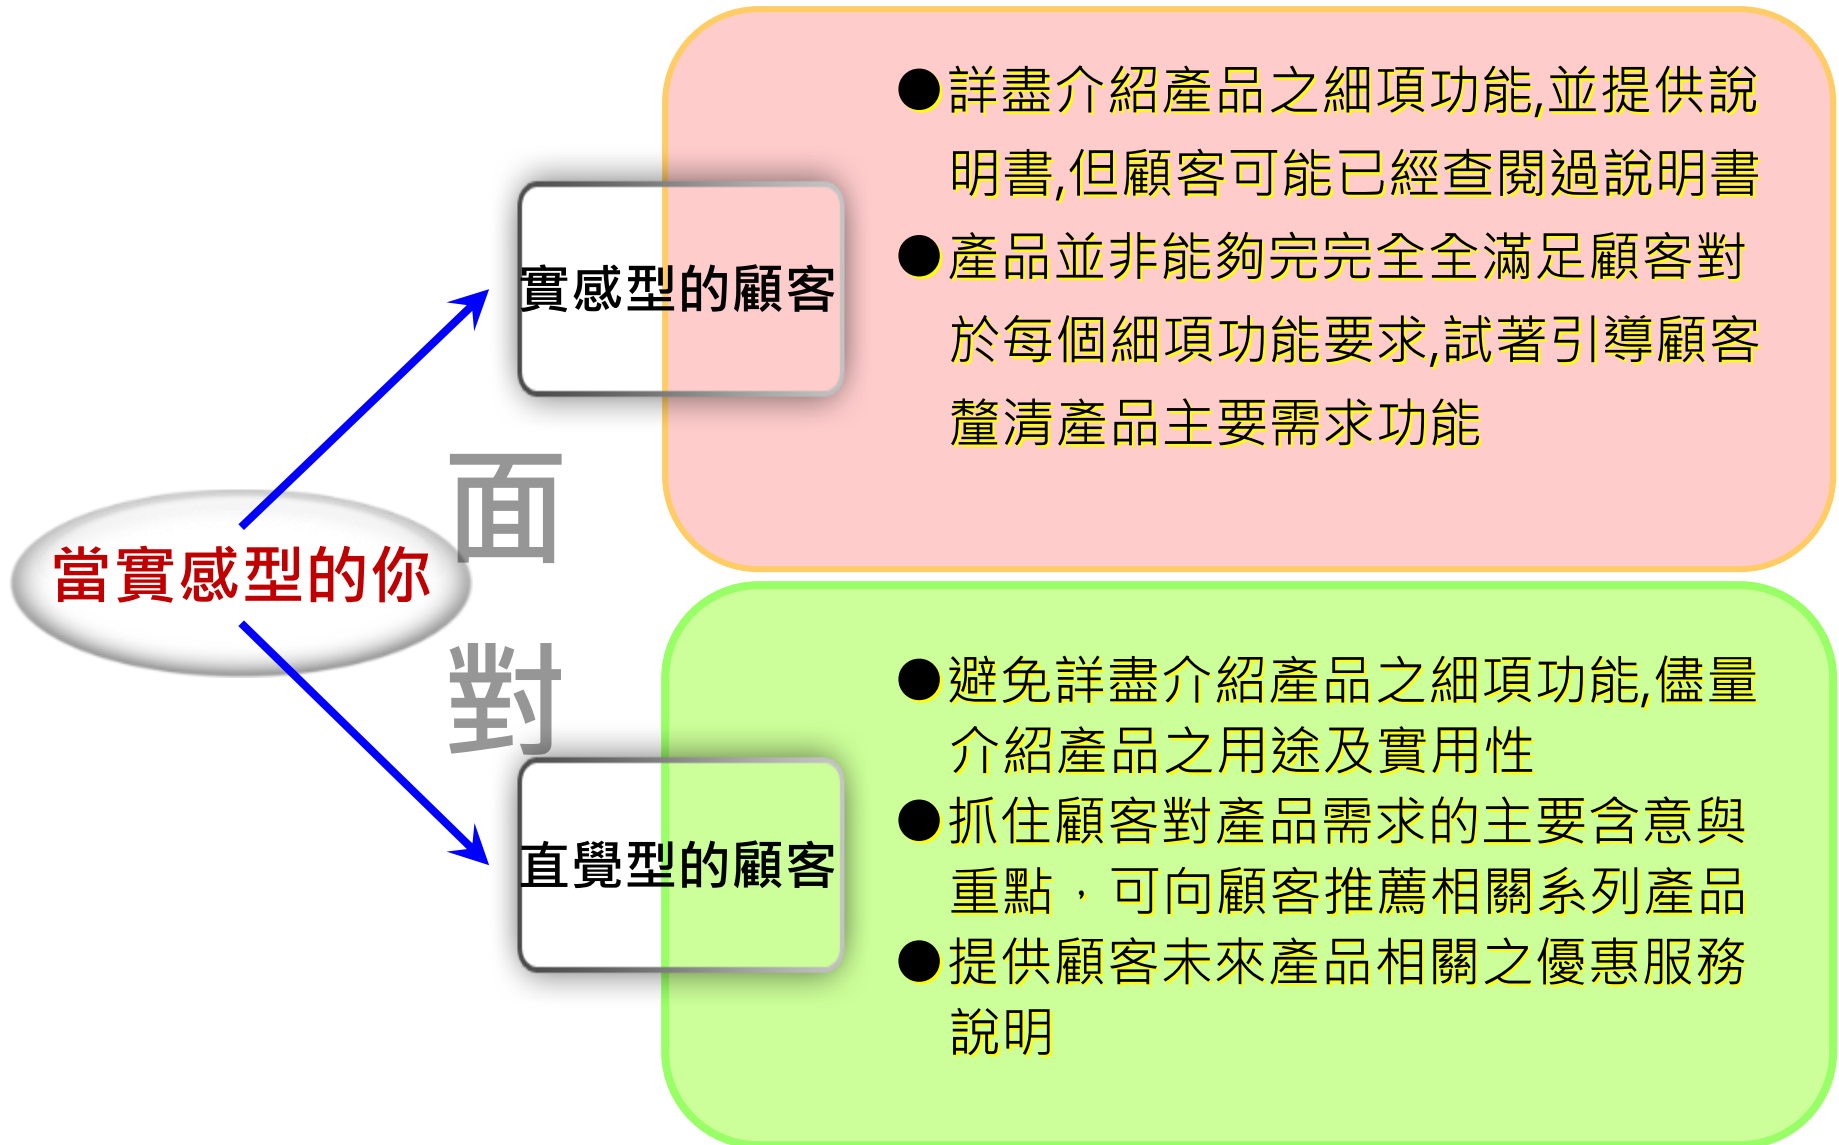 當實感型的你
面
對
實感型的顧客
●詳盡介紹產品之細項功能,並提供說
明書,但顧客可能已經查閱過說明書
●產品並非能夠完完全全滿足顧客對
於每個細項功能要求,試著引導顧客
釐清產品主要需求功能
直覺型的顧客
●避免詳盡介紹產品之細項功能,儘量
介紹產品之用途及實用性
●抓住顧客對產品需求的主要含意與
重點，可向顧客推薦相關系列產品
●提供顧客未來產品相關之優惠服務
說明